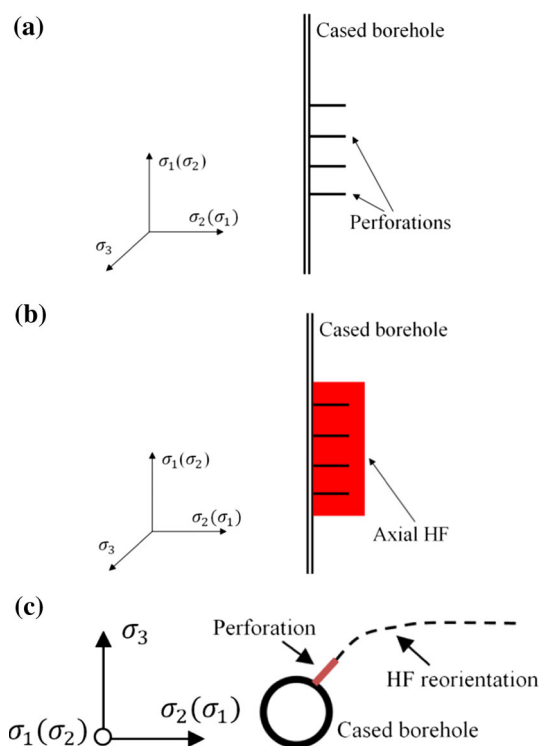 (a)
Cased borehole
σ₁(σ₂)
σ₂(σ₁)
σ₃
Perforations
(b)
Cased borehole
σ₁(σ₂)
σ₂(σ₁)
σ₃
Axial HF
(c)
σ₃
Perforation
HF reorientation
σ₂(σ₁)
σ₁(σ₂)
Cased borehole